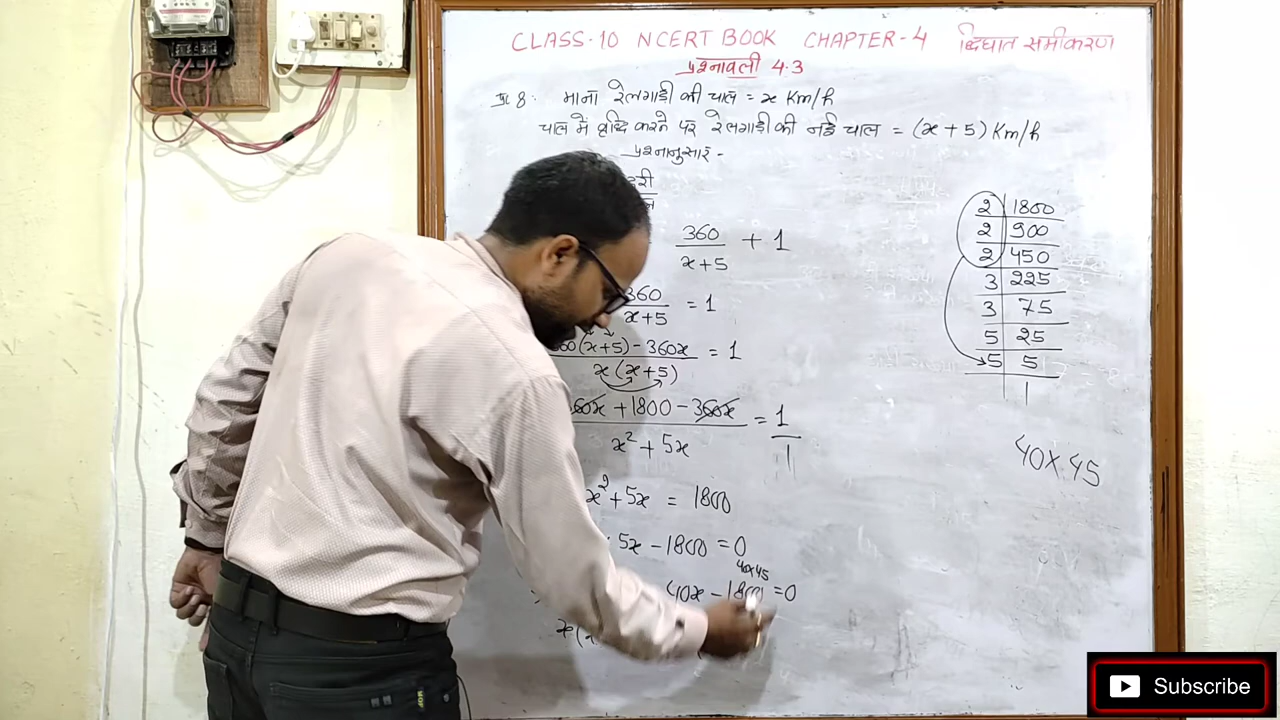 CLASS-10 NCERT BOOK CHAPTER-4 द्विघात समीकरण
प्रश्नावली 4.3
प्र 8: माना रेलगाड़ी की चाल = x Km/h
चाल में वृद्धि करने पर रेलगाड़ी की नई चाल = (x + 5) Km/h
प्रश्नानुसार -
360/(x+5) + 1
360/(x+5) = 1
(x+5) - 360x / x(x+5) = 1
+ 1800 - 360x / x² + 5x = 1/1
x² + 5x = 1800
5x - 1800 = 0
40x45
40x - 1800 = 0
x(
2 | 1800
2 | 900
2 | 450
3 | 225
3 | 75
5 | 25
5 | 5
1
40x45
Subscribe